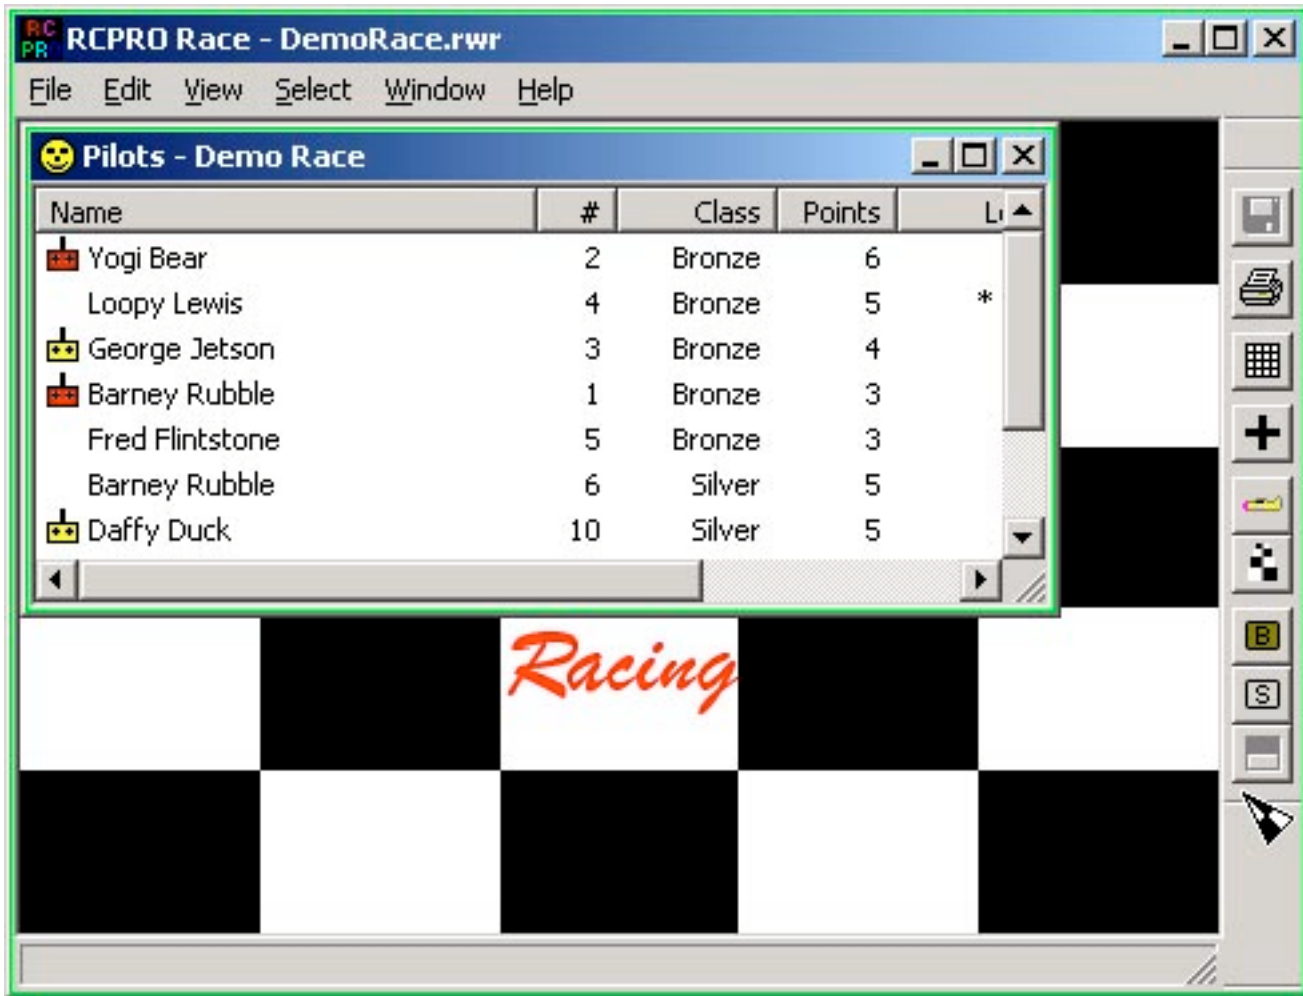 RCPRO Race - DemoRace.rwr
File Edit View Select Window Help
Pilots - Demo Race
Name # Class Points
Yogi Bear 2 Bronze 6
Loopy Lewis 4 Bronze 5 *
George Jetson 3 Bronze 4
Barney Rubble 1 Bronze 3
Fred Flintstone 5 Bronze 3
Barney Rubble 6 Silver 5
Daffy Duck 10 Silver 5
Racing
B
S